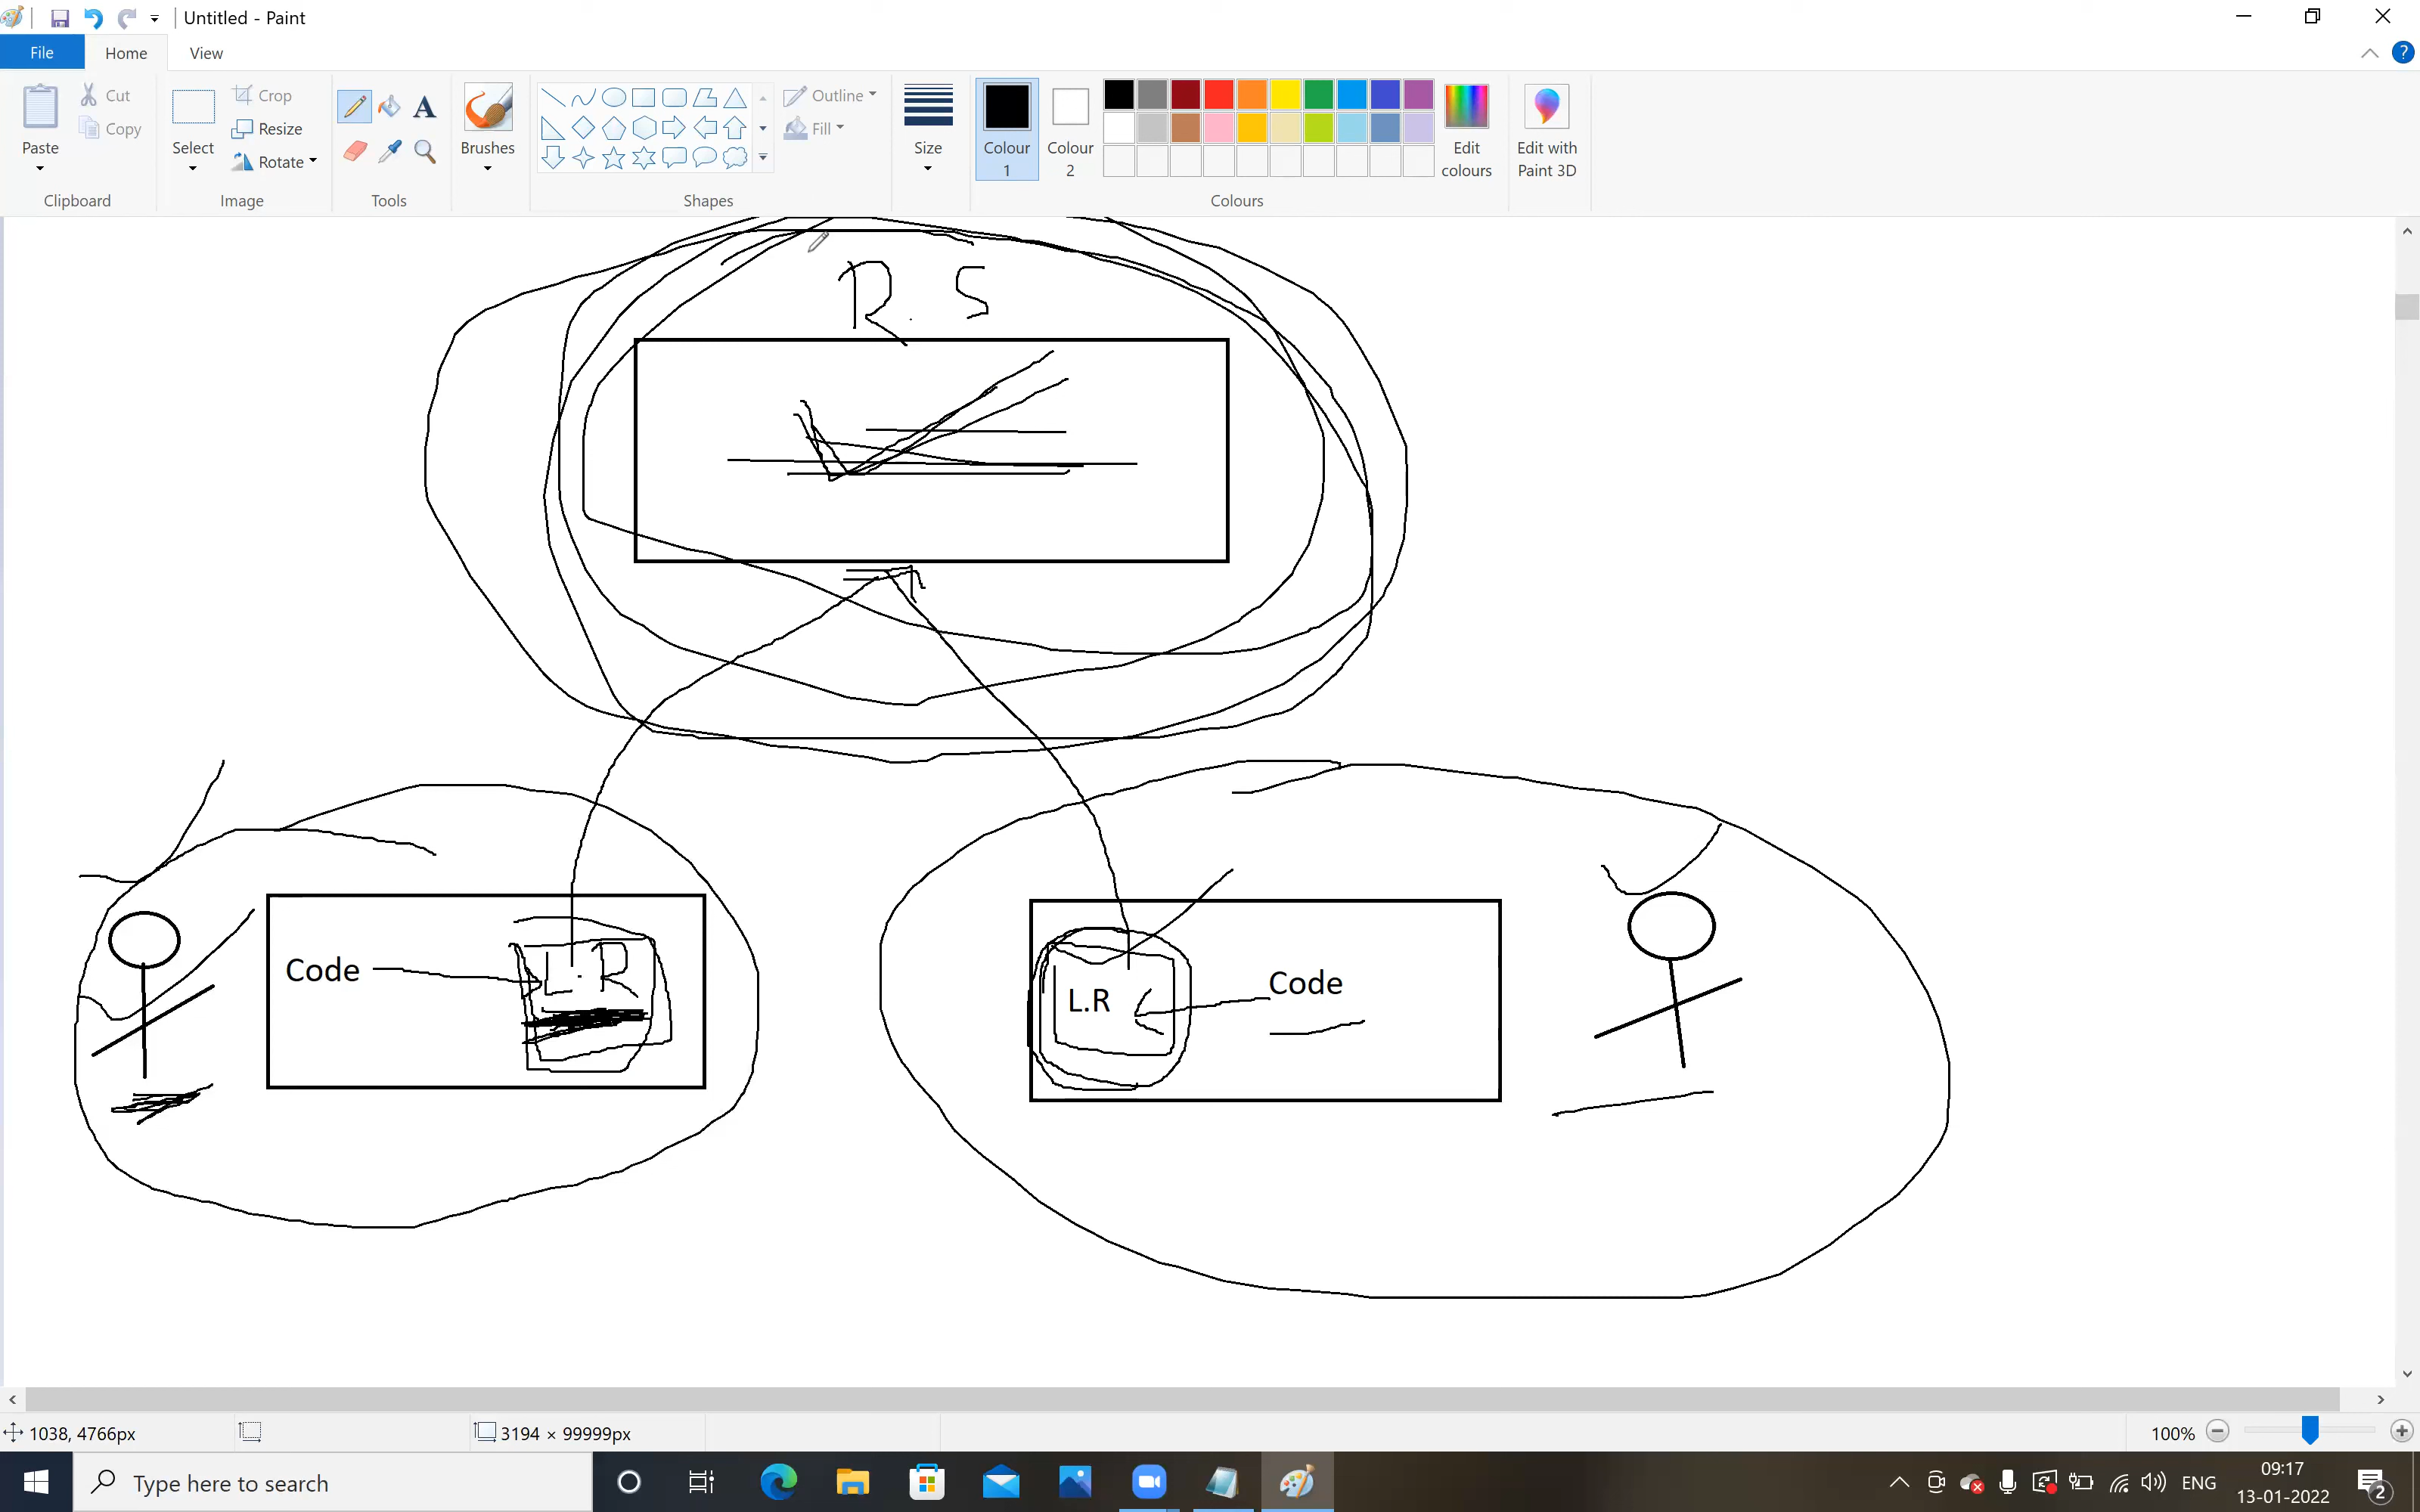 Untitled - Paint
File Home View
Paste
Cut
Copy
Clipboard
Select
Crop
Resize
Rotate
Image
Tools
Brushes
Shapes
Outline
Fill
Size
Colour 1
Colour 2
Edit colours
Edit with Paint 3D
Colours
R. S
Code
L.R
L.R
Code
1038, 4766px
3194 × 99999px
100%
Type here to search
ENG
09:17
13-01-2022
2